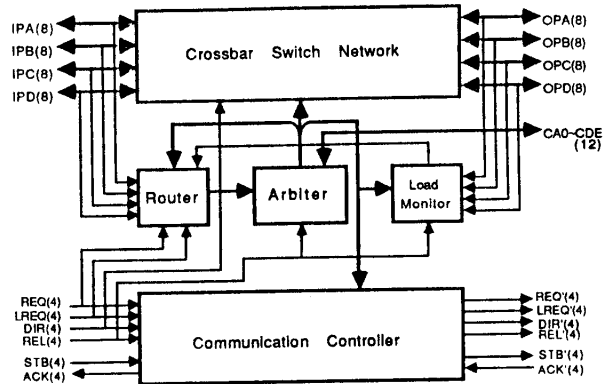 IPA(8)
IPB(8)
IPC(8)
IPD(8)
Crossbar Switch Network
OPA(8)
OPB(8)
OPC(8)
OPD(8)
CA0~CDE
(12)
Router
Arbiter
Load
Monitor
REQ(4)
LREQ(4)
DIR(4)
REL(4)
STB(4)
ACK(4)
Communication Controller
REQ'(4)
LREQ'(4)
DIR'(4)
REL'(4)
STB'(4)
ACK'(4)